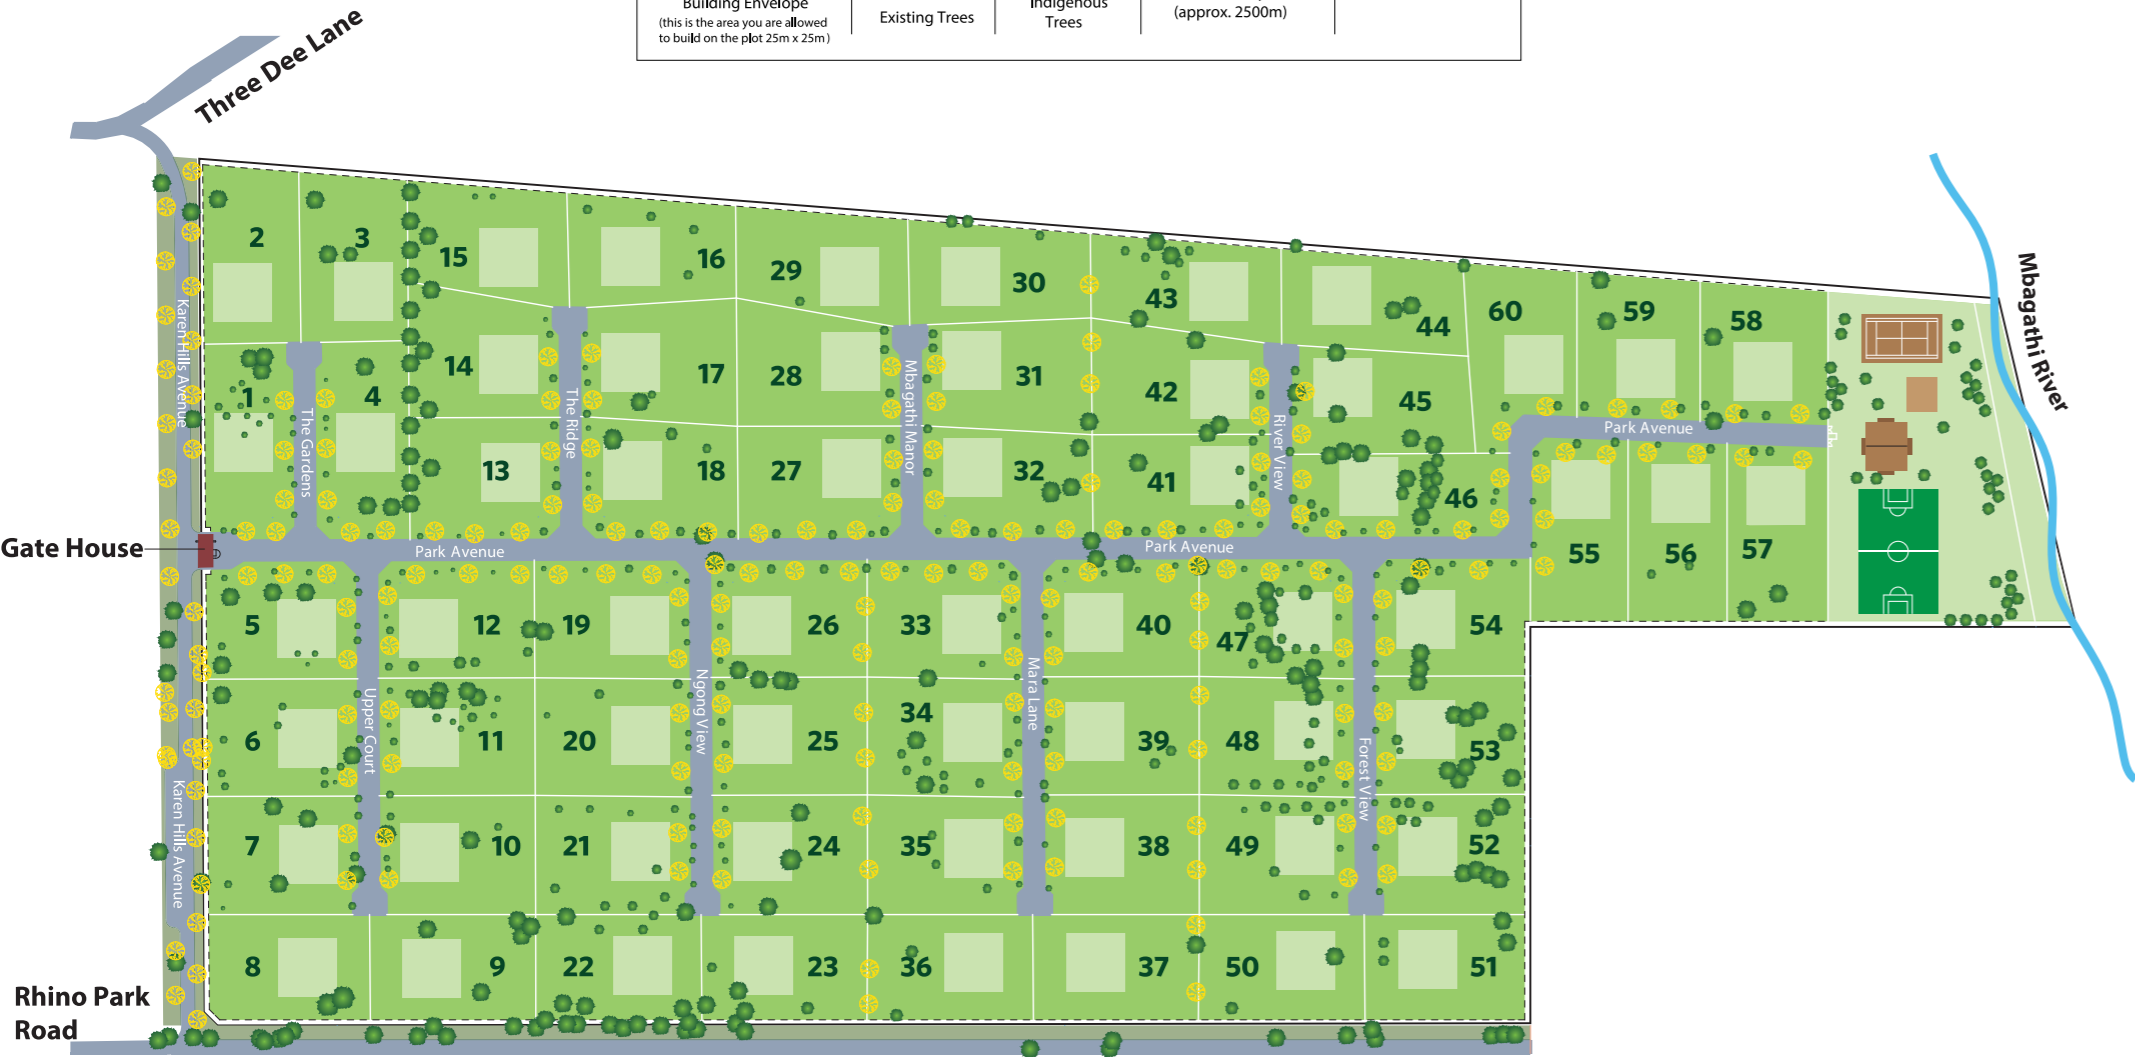 Building Envelope
(this is the area you are allowed
to build on the plot 25m x 25m)
Existing Trees
Indigenous
Trees
(approx. 2500m)
Three Dee Lane
Mbagathi River
Karen Hills Avenue
Gate House
Karen Hills Avenue
Rhino Park
Road
2
3
15
16
29
30
43
44
60
59
58
1
4
14
17
28
31
42
45
13
18
27
32
41
46
The Gardens
The Ridge
Mbagathi Manor
River View
Park Avenue
Park Avenue
Park Avenue
55
56
57
5
12
19
26
33
40
47
54
6
11
20
25
34
39
48
53
Upper Court
Ngong View
Mara Lane
Forest View
7
10
21
24
35
38
49
52
8
9
22
23
36
37
50
51